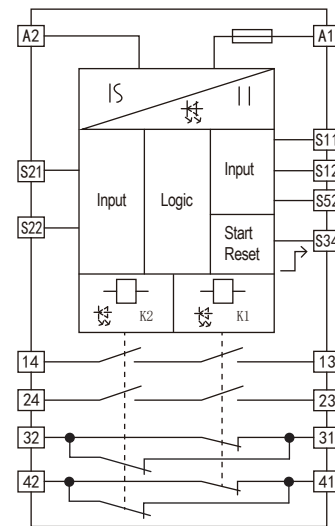 A2 A1
IS II
S11
S21 Input Logic Input S12
S52
S22 Start
Reset S34
K2 K1
14 13
24 23
32 31
42 41